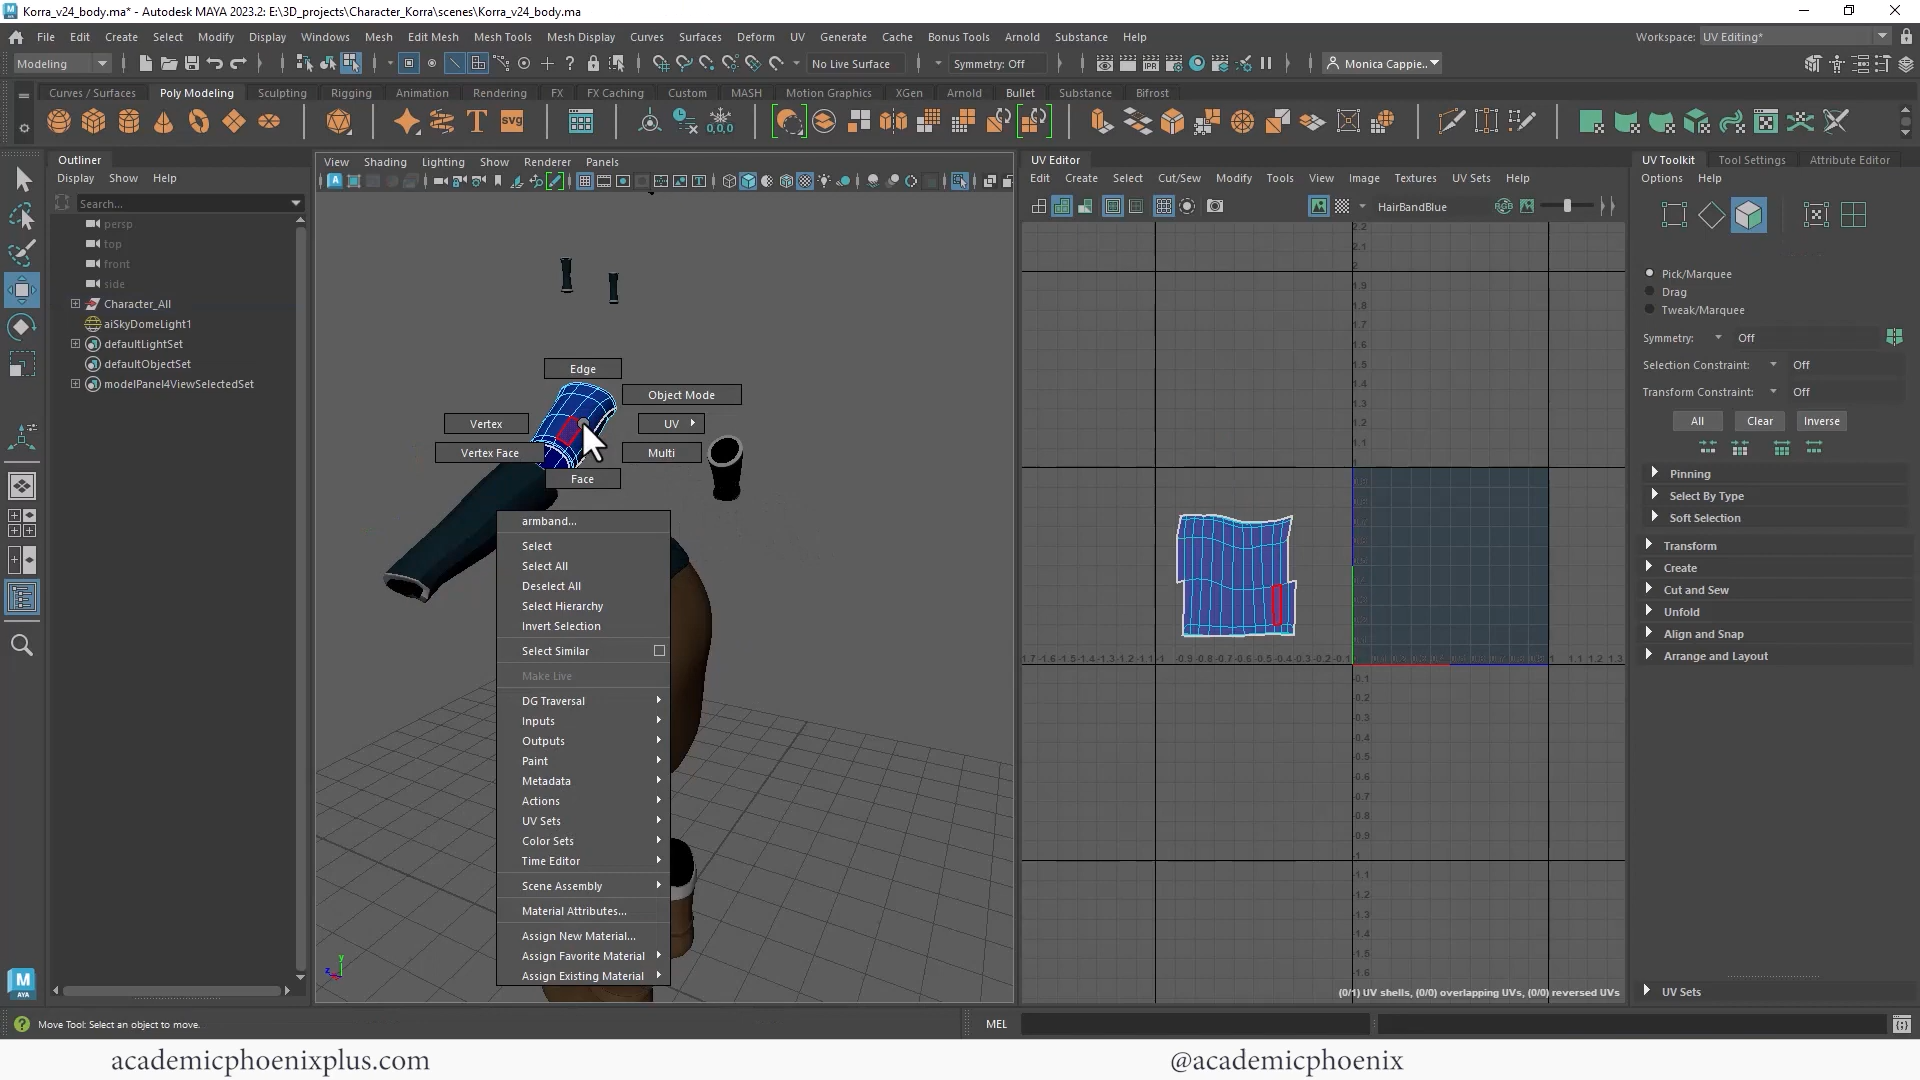 Korra_v24_body.ma* - Autodesk MAYA 2023.2: E:\3D_projects\Character_Korra\scenes\Korra_v24_body.ma
File Edit Create Select Modify Display Windows Mesh Edit Mesh Mesh Tools Mesh Display Curves Surfaces Deform UV Generate Cache Bonus Tools Arnold Substance Help
Workspace: UV Editing*
Modeling
No Live Surface
Symmetry: Off
Monica Cappie...
Curves / Surfaces Poly Modeling Sculpting Rigging Animation Rendering FX FX Caching Custom MASH Motion Graphics XGen Arnold Bullet Substance Bifrost
Outliner
Display Show Help
Search...
persp
top
front
side
Character_All
aiSkyDomeLight1
defaultLightSet
defaultObjectSet
modelPanel4ViewSelectedSet
View Shading Lighting Show Renderer Panels
Edge
Object Mode
Vertex
UV
Vertex Face
Multi
Face
armband...
Select
Select All
Deselect All
Select Hierarchy
Invert Selection
Select Similar
Make Live
DG Traversal
Inputs
Outputs
Paint
Metadata
Actions
UV Sets
Color Sets
Time Editor
Scene Assembly
Material Attributes...
Assign New Material...
Assign Favorite Material
Assign Existing Material
UV Editor
Edit Create Select Cut/Sew Modify Tools View Image Textures UV Sets Help
HairBandBlue
(0/1) UV shells, (0/0) overlapping UVs, (0/0) reversed UVs
UV Toolkit Tool Settings Attribute Editor
Options Help
Pick/Marquee
Drag
Tweak/Marquee
Symmetry: Off
Selection Constraint: Off
Transform Constraint: Off
All Clear Inverse
Pinning
Select By Type
Soft Selection
Transform
Create
Cut and Sew
Unfold
Align and Snap
Arrange and Layout
UV Sets
Move Tool: Select an object to move.
MEL
academicphoenixplus.com
@academicphoenix